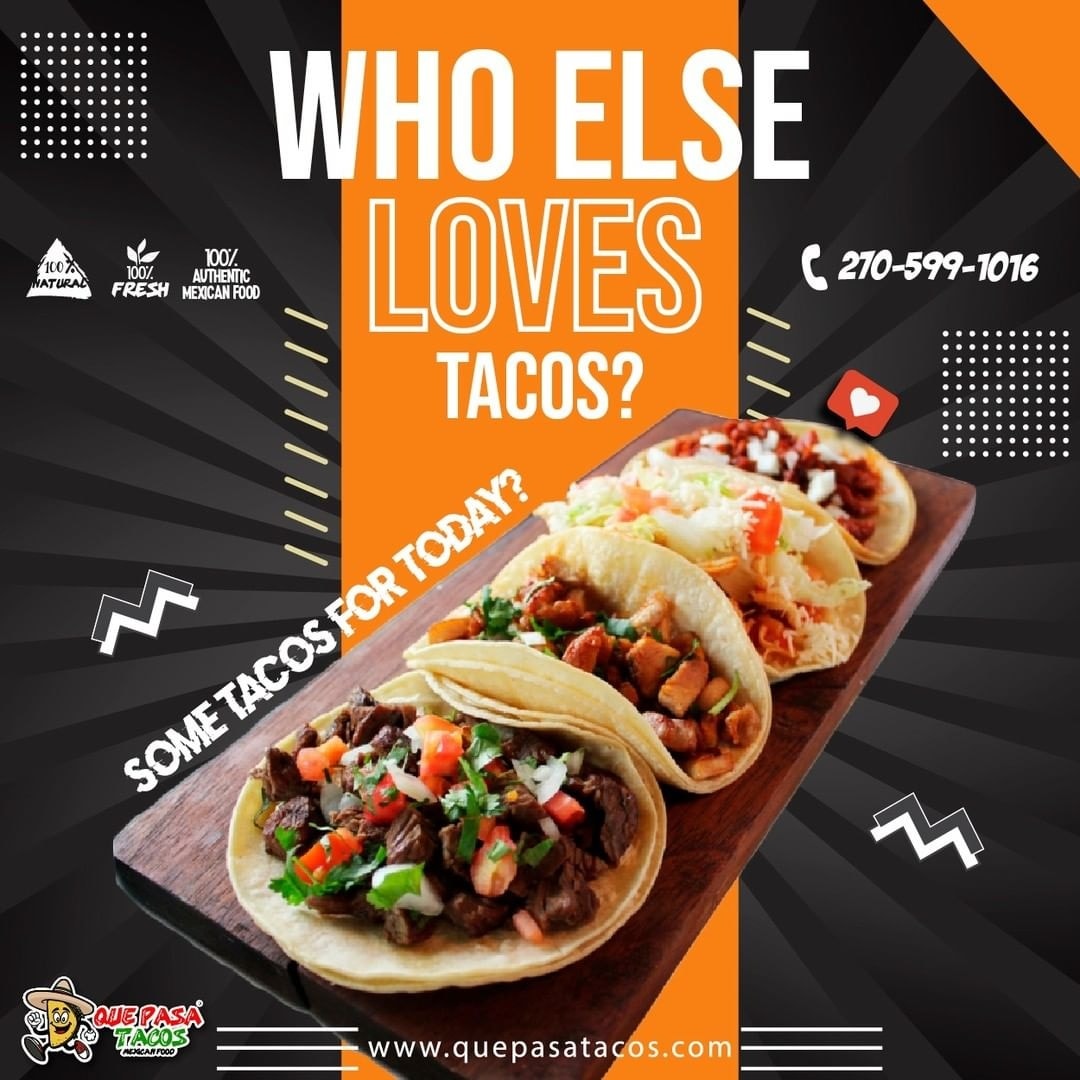 WHO ELSE
LOVES
TACOS?
100%
NATURAL
100%
FRESH
100%
AUTHENTIC
MEXICAN FOOD
270-599-1016
SOME TACOS FOR TODAY?
QUE PASA
TACOS
MEXICAN FOOD
www.quepasatacos.com